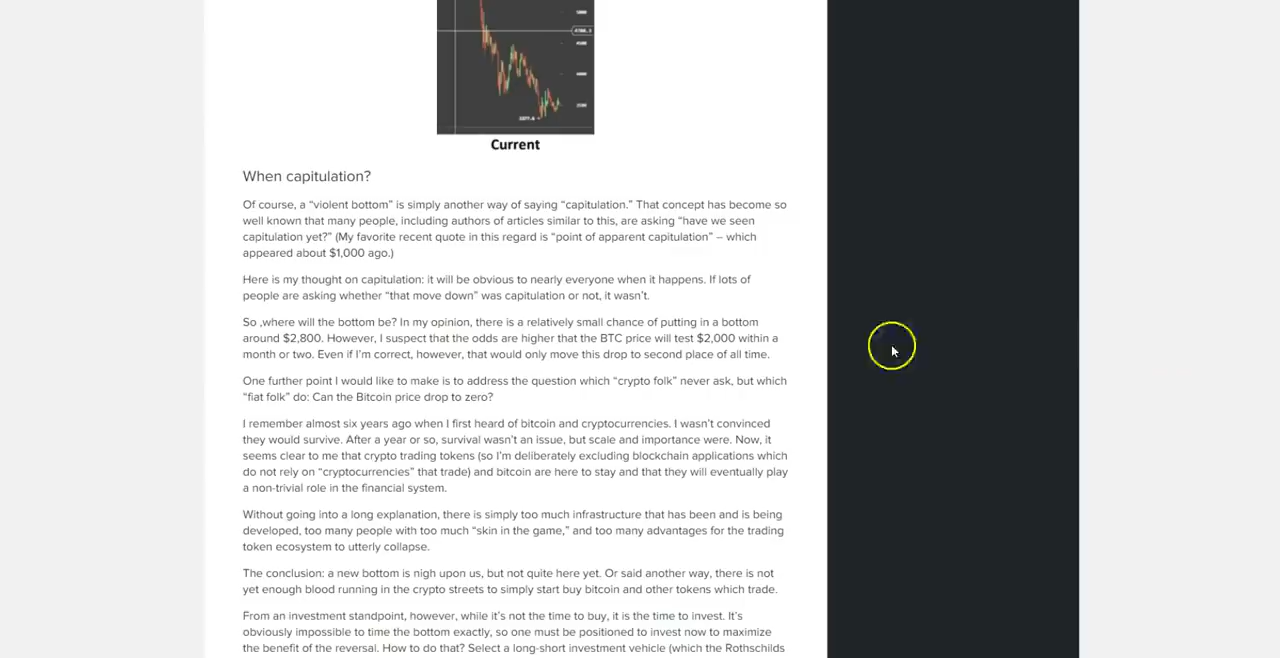 Current
When capitulation?
Of course, a “violent bottom” is simply another way of saying “capitulation.” That concept has become so
well known that many people, including authors of articles similar to this, are asking “have we seen
capitulation yet?” (My favorite recent quote in this regard is “point of apparent capitulation” – which
appeared about $1,000 ago.)
Here is my thought on capitulation: it will be obvious to nearly everyone when it happens. If lots of
people are asking whether “that move down” was capitulation or not, it wasn’t.
So ,where will the bottom be? In my opinion, there is a relatively small chance of putting in a bottom
around $2,800. However, I suspect that the odds are higher that the BTC price will test $2,000 within a
month or two. Even if I’m correct, however, that would only move this drop to second place of all time.
One further point I would like to make is to address the question which “crypto folk” never ask, but which
“fiat folk” do: Can the Bitcoin price drop to zero?
I remember almost six years ago when I first heard of bitcoin and cryptocurrencies. I wasn’t convinced
they would survive. After a year or so, survival wasn’t an issue, but scale and importance were. Now, it
seems clear to me that crypto trading tokens (so I’m deliberately excluding blockchain applications which
do not rely on “cryptocurrencies” that trade) and bitcoin are here to stay and that they will eventually play
a non-trivial role in the financial system.
Without going into a long explanation, there is simply too much infrastructure that has been and is being
developed, too many people with too much “skin in the game,” and too many advantages for the trading
token ecosystem to utterly collapse.
The conclusion: a new bottom is nigh upon us, but not quite here yet. Or said another way, there is not
yet enough blood running in the crypto streets to simply start buy bitcoin and other tokens which trade.
From an investment standpoint, however, while it’s not the time to buy, it is the time to invest. It’s
obviously impossible to time the bottom exactly, so one must be positioned to invest now to maximize
the benefit of the reversal. How to do that? Select a long-short investment vehicle (which the Rothschilds